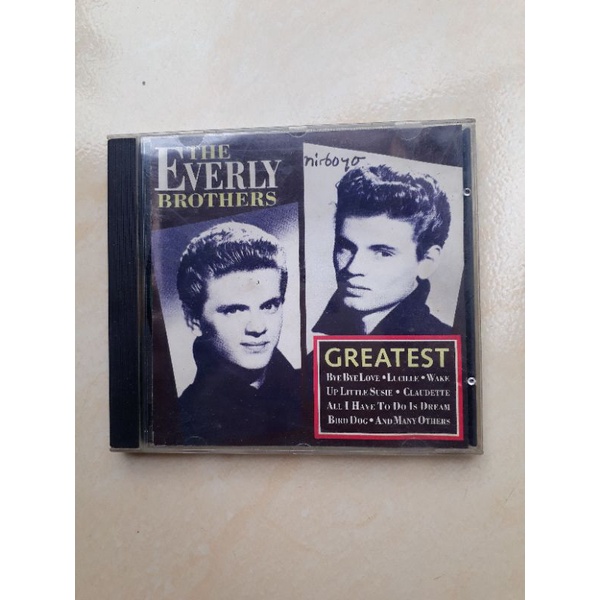 THE
EVERLY
BROTHERS
GREATEST
BYE BYE LOVE • LUCILLE • WAKE
UP LITTLE SUSIE • CLAUDETTE
ALL I HAVE TO DO IS DREAM
BIRD DOG • AND MANY OTHERS